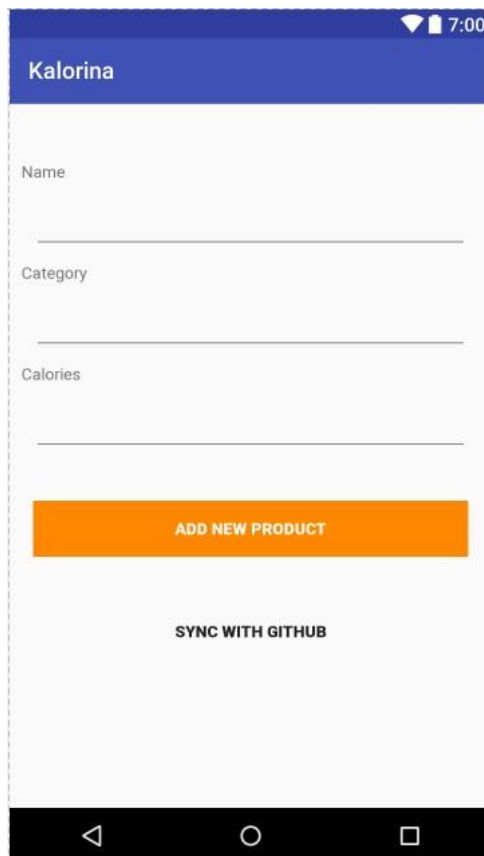 7:00
Kalorina
Name
Category
Calories
ADD NEW PRODUCT
SYNC WITH GITHUB